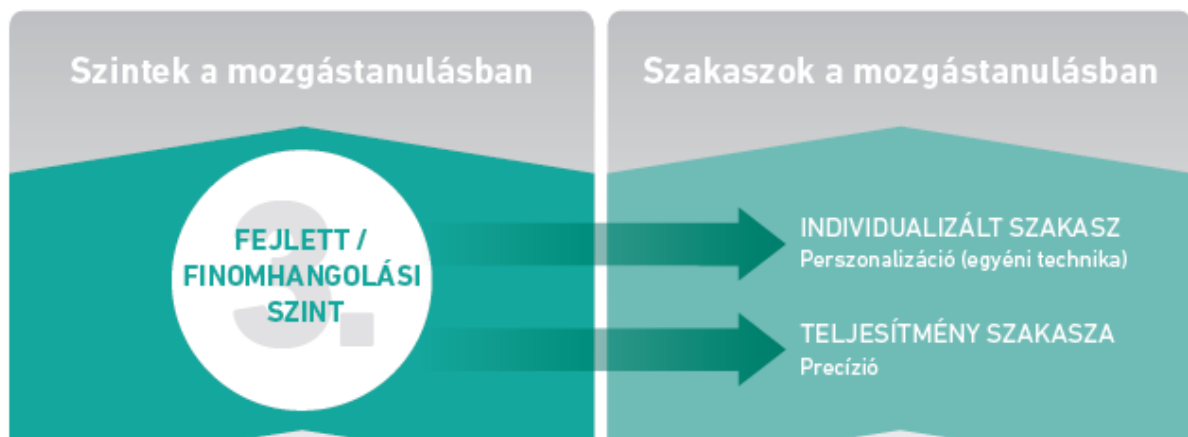 Szintek a mozgástanulásban
Szakaszok a mozgástanulásban
3.
FEJLETT /
FINOMHANGOLÁSI
SZINT
INDIVIDUALIZÁLT SZAKASZ
Perszonalizáció (egyéni technika)
TELJESÍTMÉNY SZAKASZA
Precízió